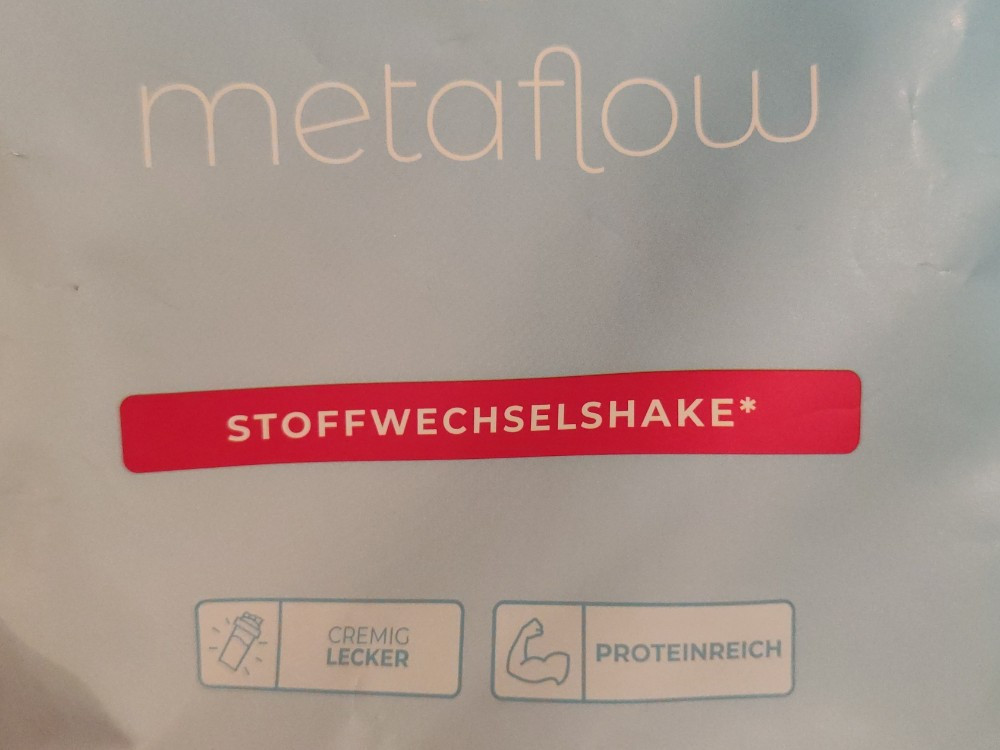 metaflow
STOFFWECHSELSHAKE*
CREMIG
LECKER
PROTEINREICH